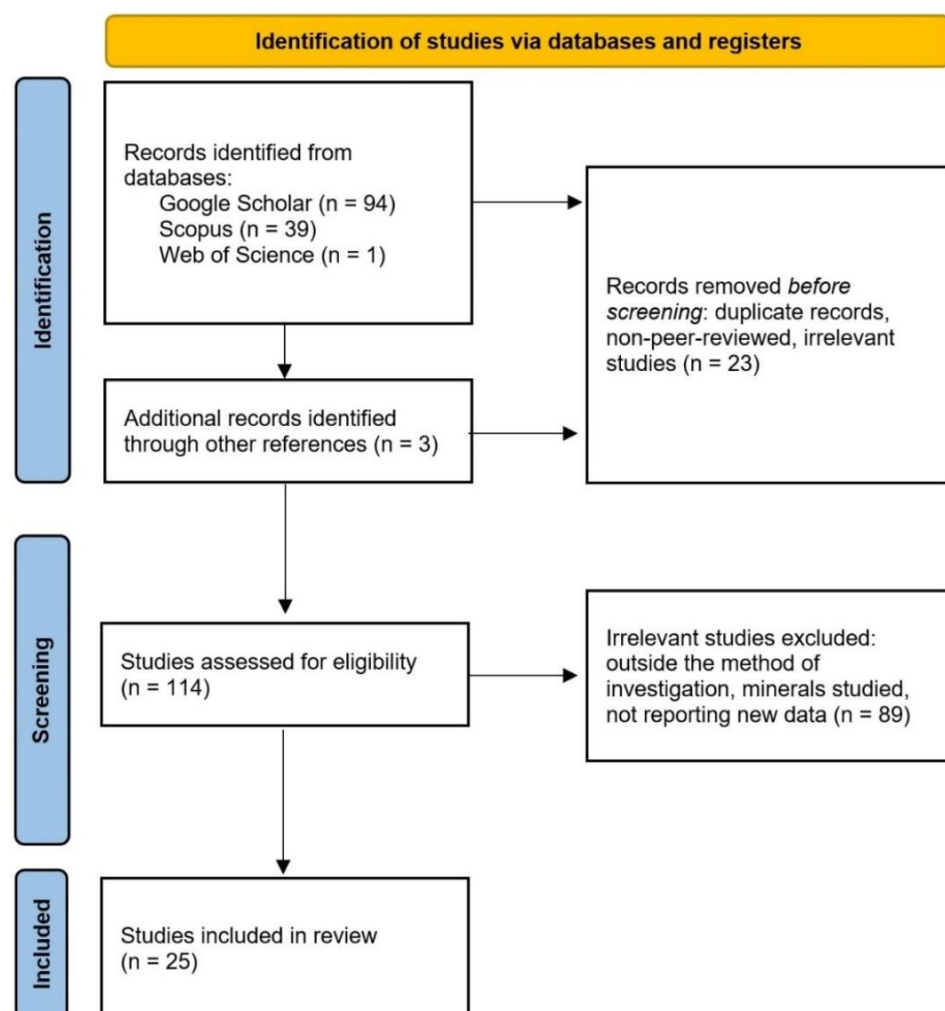 Identification of studies via databases and registers
Identification
Records identified from
databases:
Google Scholar (n = 94)
Scopus (n = 39)
Web of Science (n = 1)
Records removed before
screening: duplicate records,
non-peer-reviewed, irrelevant
studies (n = 23)
Additional records identified
through other references (n = 3)
Screening
Studies assessed for eligibility
(n = 114)
Irrelevant studies excluded:
outside the method of
investigation, minerals studied,
not reporting new data (n = 89)
Included
Studies included in review
(n = 25)